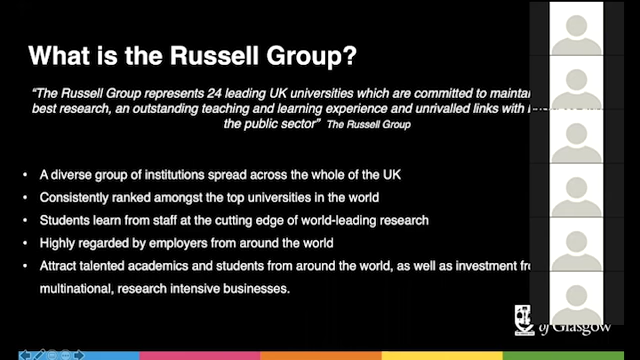 What is the Russell Group?
“The Russell Group represents 24 leading UK universities which are committed to
best research, an outstanding teaching and learning experience and unrivalled links with
the public sector” The Russell Group
• A diverse group of institutions spread across the whole of the UK
• Consistently ranked amongst the top universities in the world
• Students learn from staff at the cutting edge of world-leading research
• Highly regarded by employers from around the world
• Attract talented academics and students from around the world, as well as investment
multinational, research intensive businesses.
of Glasgow